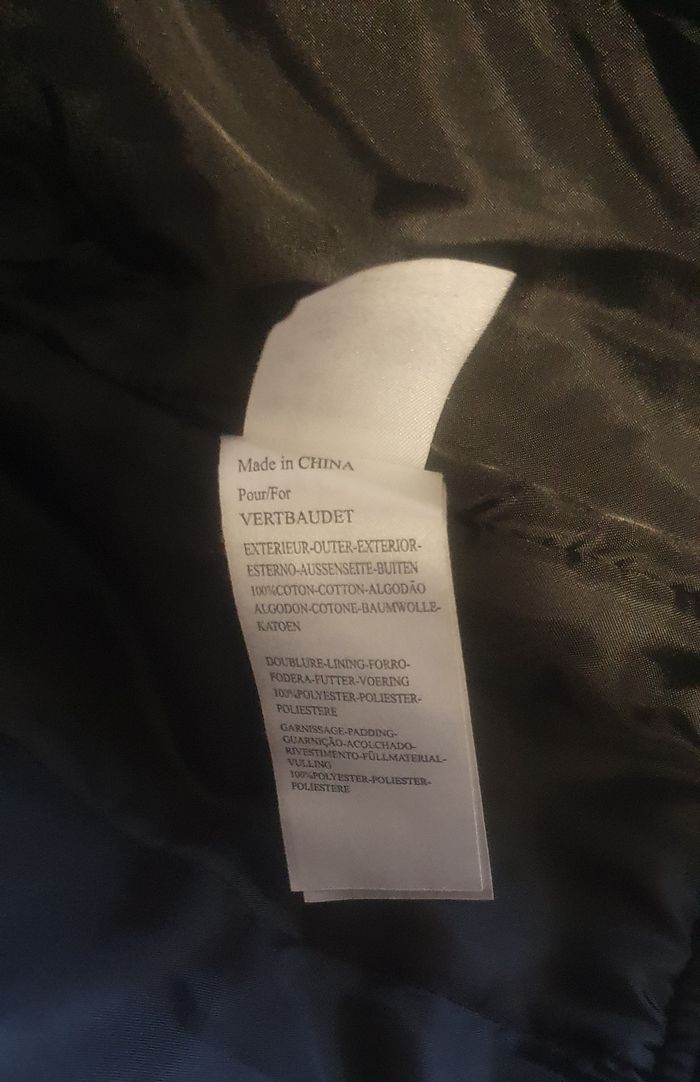 Made in CHINA
Pour/For
VERTBAUDET
EXTERIEUR-OUTER-EXTERIOR-
ESTERNO-AUSSENSEITE-BUITEN
100%COTON-COTTON-ALGODÃO
ALGODON-COTONE-BAUMWOLLE-
KATOEN
DOUBLURE-LINING-FORRO-
FODERA-FUTTER-VOERING
100%POLYESTER-POLIESTER-
POLIESTERE
GARNISSAGE-PADDING-
GUARNIÇÃO-ACOLCHADO-
RIVESTIMENTO-FÜLLMATERIAL-
VULLING
100%POLYESTER-POLIESTER-
POLIESTERE